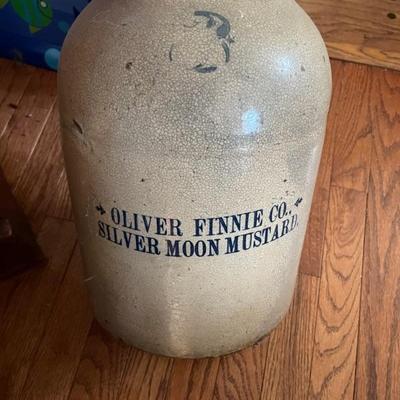 OLIVER FINNIE CO.,
SILVER MOON MUSTARD.